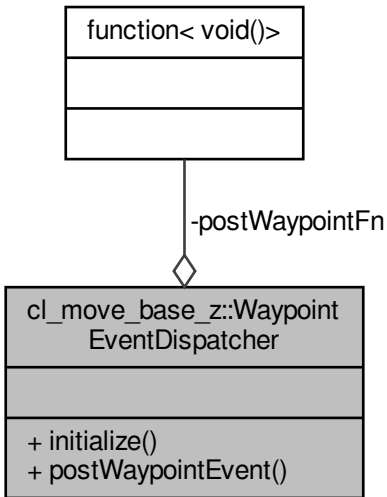 function< void()>
-postWaypointFn
cl_move_base_z::Waypoint
EventDispatcher
+ initialize()
+ postWaypointEvent()